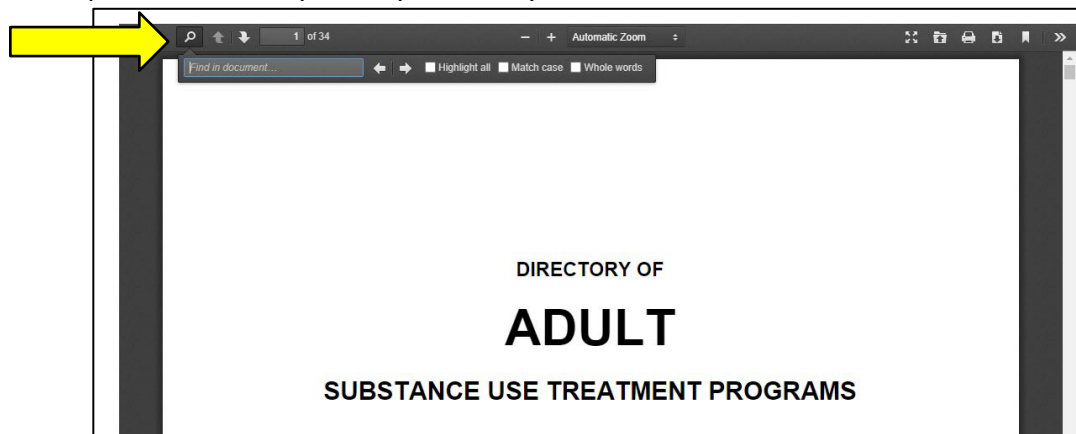 1 of 34 Automatic Zoom
Find in document... Highlight all Match case Whole words
DIRECTORY OF
ADULT
SUBSTANCE USE TREATMENT PROGRAMS